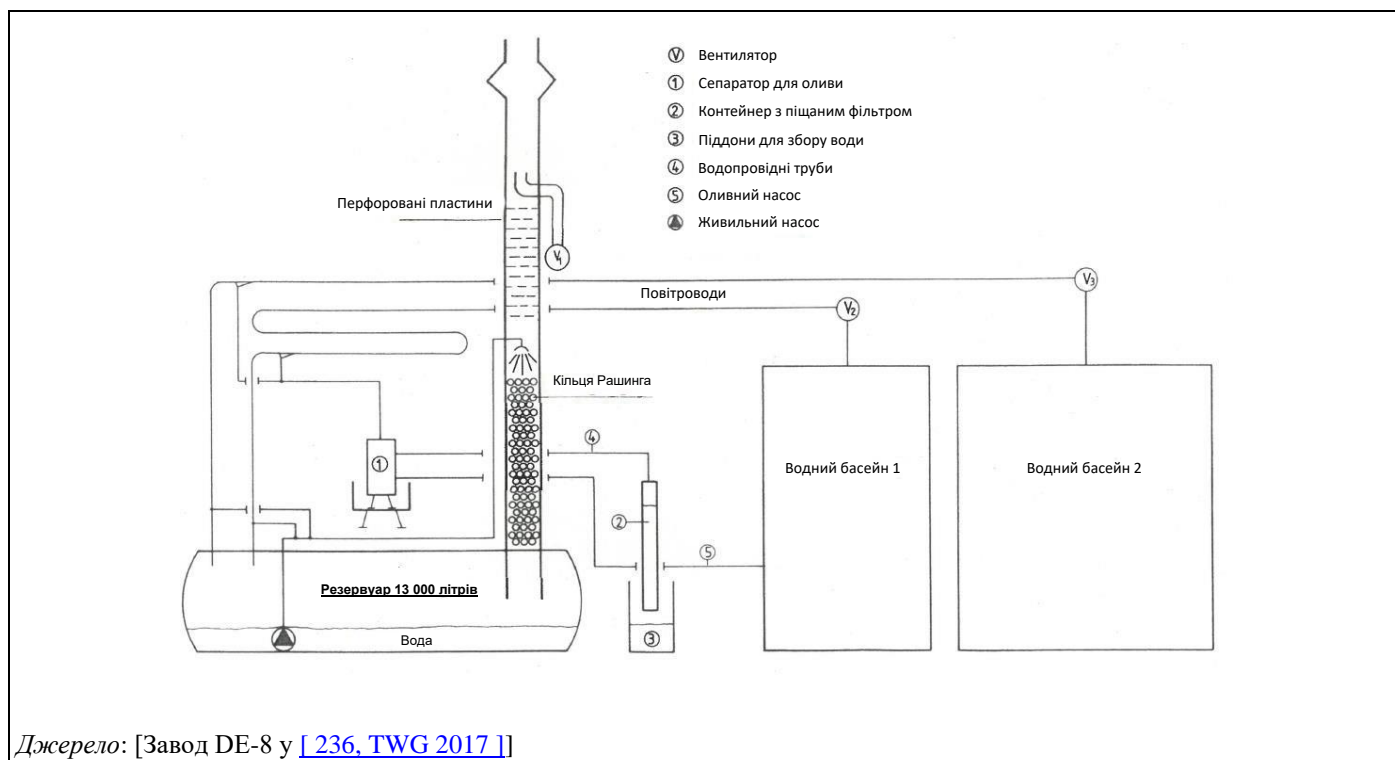 Ⓥ Вентилятор
① Сепаратор для оливи
② Контейнер з піщаним фільтром
③ Піддони для збору води
④ Водопровідні труби
⑤ Оливний насос
Живильний насос
Перфоровані пластини
V1
V3
Повітроводи
V2
Кільця Рашинга
④
①
Водний басейн 1
Водний басейн 2
②
⑤
Резервуар 13 000 літрів
Вода
③
Джерело: [Завод DE-8 у [ 236, TWG 2017 ]]